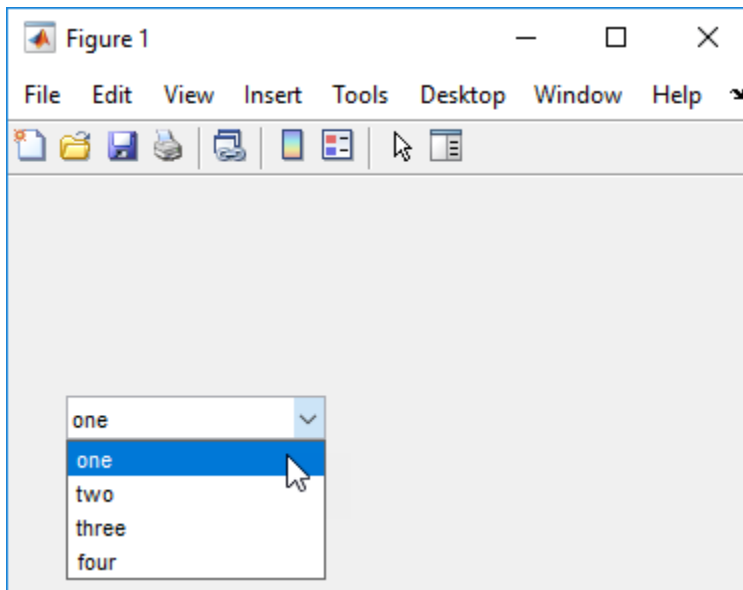 Figure 1
File Edit View Insert Tools Desktop Window Help
one
one
two
three
four